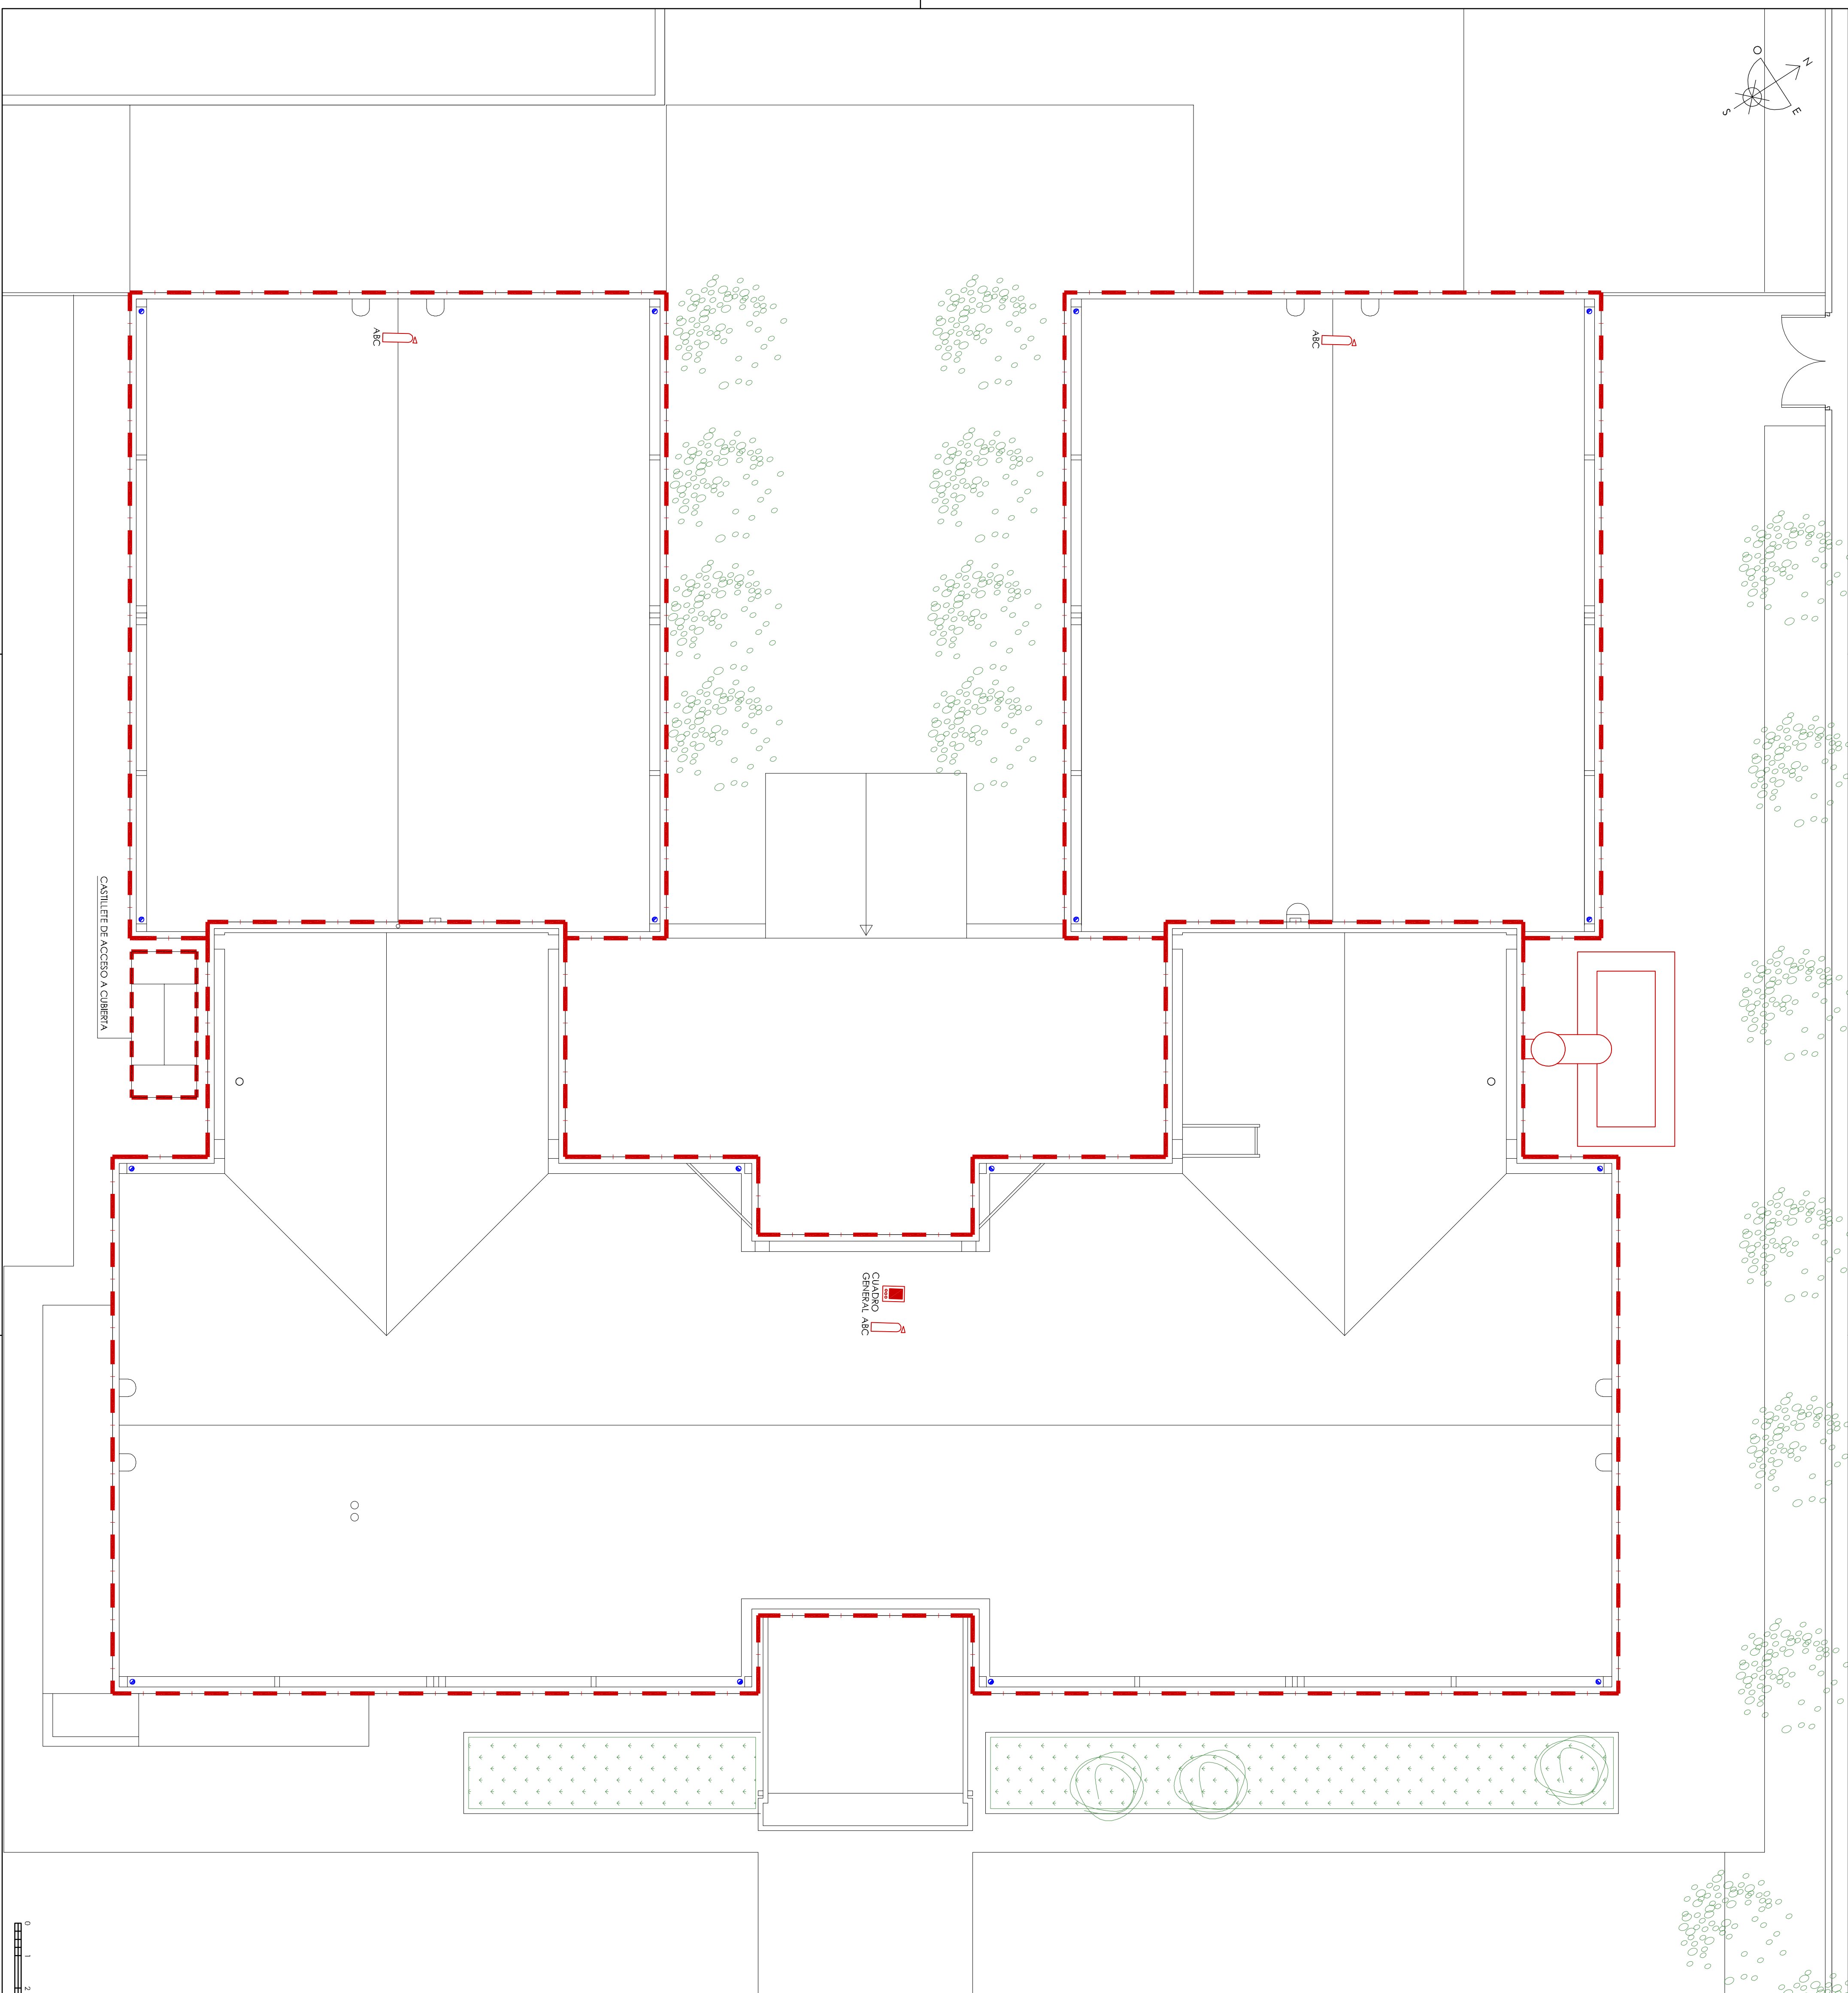 O
N
S
E
ABC
ABC
CASTILLETE DE ACCESO A CUBIERTA
CUADRO
GENERAL
ABC
0
1
2